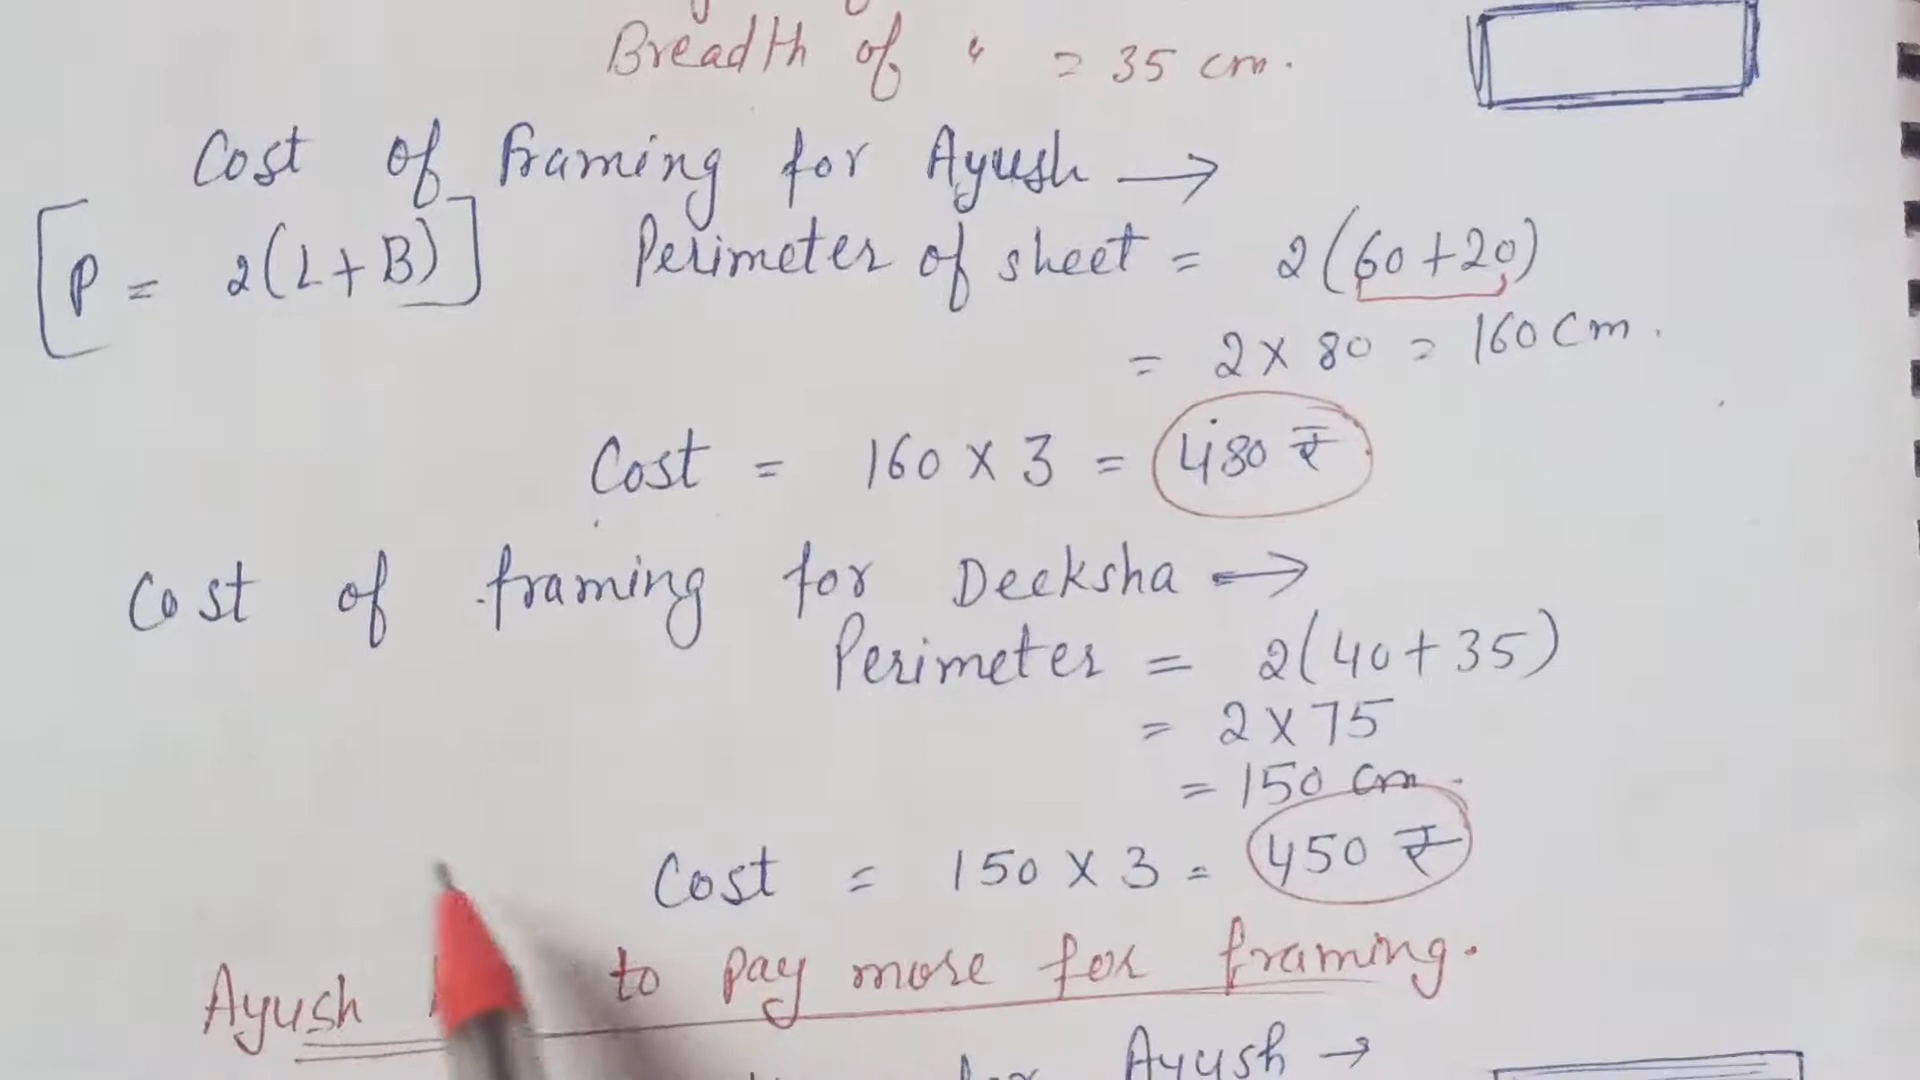 Breadth of " = 35 cm.
Cost of framing for Ayush →
[P = 2(L+B)] Perimeter of sheet = 2(60+20)
= 2 × 80 = 160 cm.
Cost = 160 × 3 = 480 ₹
Cost of framing for Deeksha →
Perimeter = 2(40+35)
= 2 × 75
= 150 cm.
Cost = 150 × 3 = 450 ₹
Ayush to pay more for framing.
Ayush →